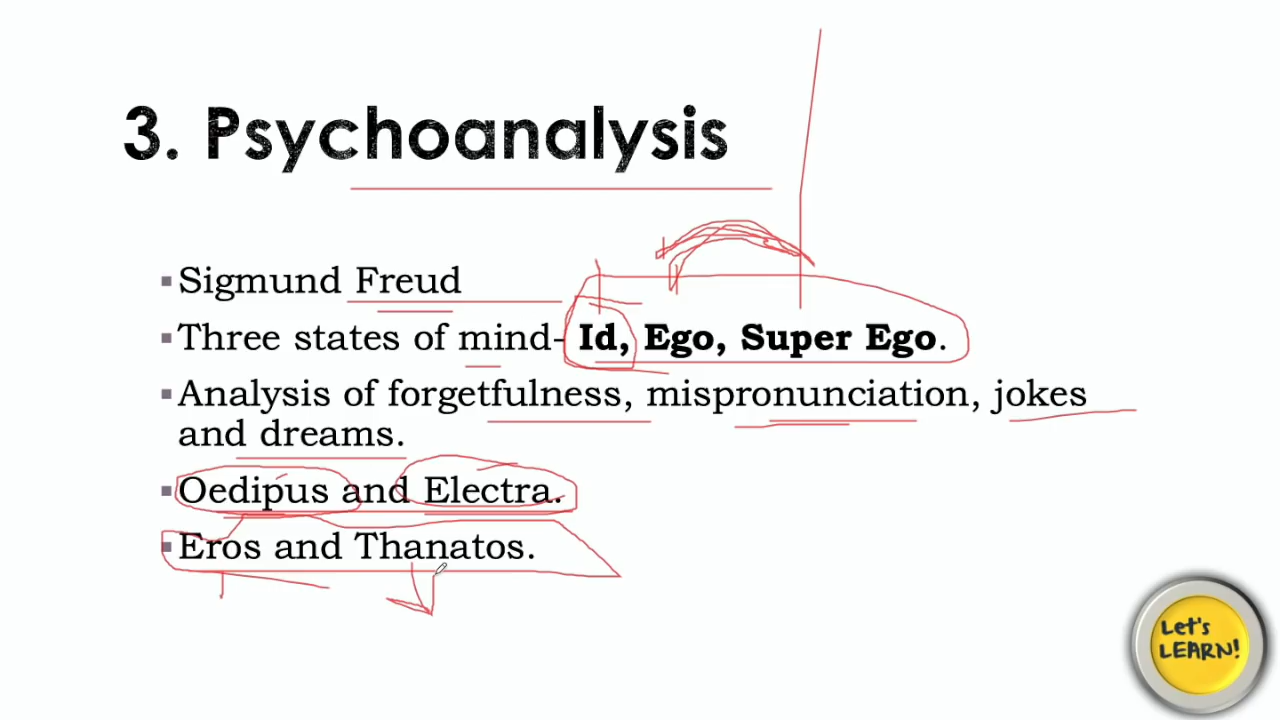 3. Psychoanalysis
▪Sigmund Freud
▪Three states of mind- Id, Ego, Super Ego.
▪Analysis of forgetfulness, mispronunciation, jokes
and dreams.
▪Oedipus and Electra.
▪Eros and Thanatos.
Let's
LEARN!